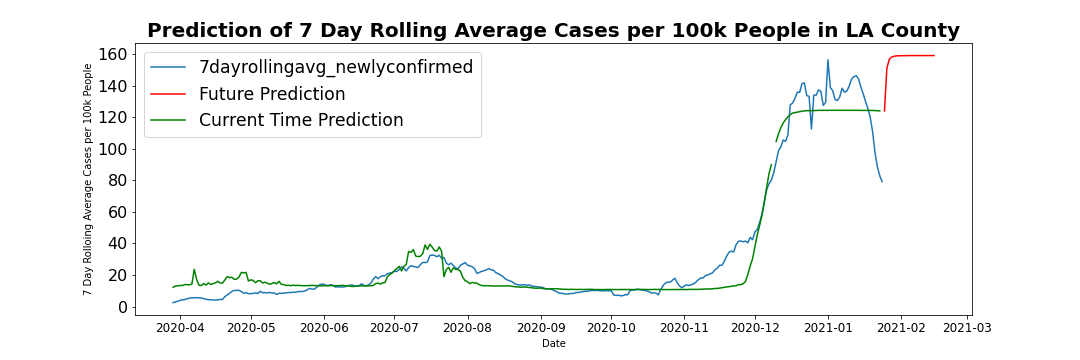 Prediction of 7 Day Rolling Average Cases per 100k People in LA County
7dayrollingavg_newlyconfirmed
Future Prediction
Current Time Prediction
7 Day Rolloing Average Cases per 100k People
160
140
120
100
80
60
40
20
0
2020-04 2020-05 2020-06 2020-07 2020-08 2020-09 2020-10 2020-11 2020-12 2021-01 2021-02 2021-03
Date